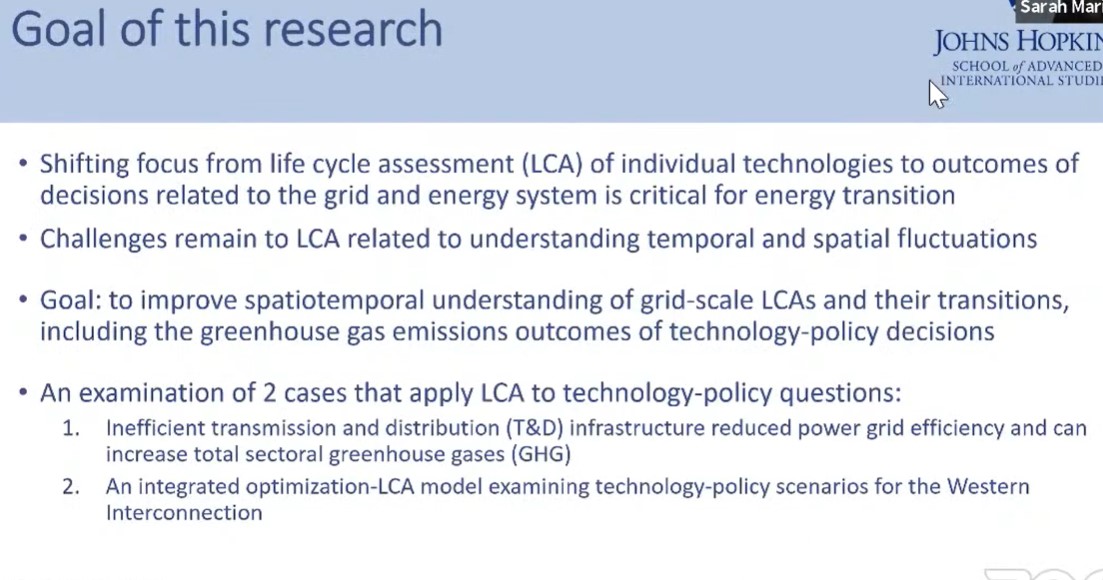 Sarah Mari
Goal of this research
JOHNS HOPKIN
SCHOOL of ADVANCED
INTERNATIONAL STUDI
• Shifting focus from life cycle assessment (LCA) of individual technologies to outcomes of
decisions related to the grid and energy system is critical for energy transition
• Challenges remain to LCA related to understanding temporal and spatial fluctuations
• Goal: to improve spatiotemporal understanding of grid-scale LCAs and their transitions,
including the greenhouse gas emissions outcomes of technology-policy decisions
• An examination of 2 cases that apply LCA to technology-policy questions:
1. Inefficient transmission and distribution (T&D) infrastructure reduced power grid efficiency and can
increase total sectoral greenhouse gases (GHG)
2. An integrated optimization-LCA model examining technology-policy scenarios for the Western
Interconnection